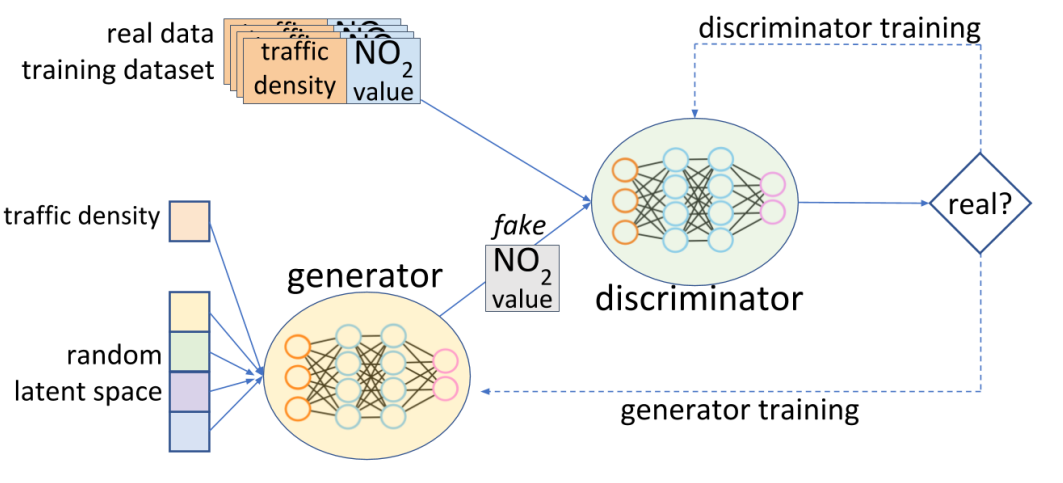 real data
training dataset
traffic
density
NO2
value
discriminator training
traffic density
random
latent space
generator
fake
NO2
value
discriminator
real?
generator training